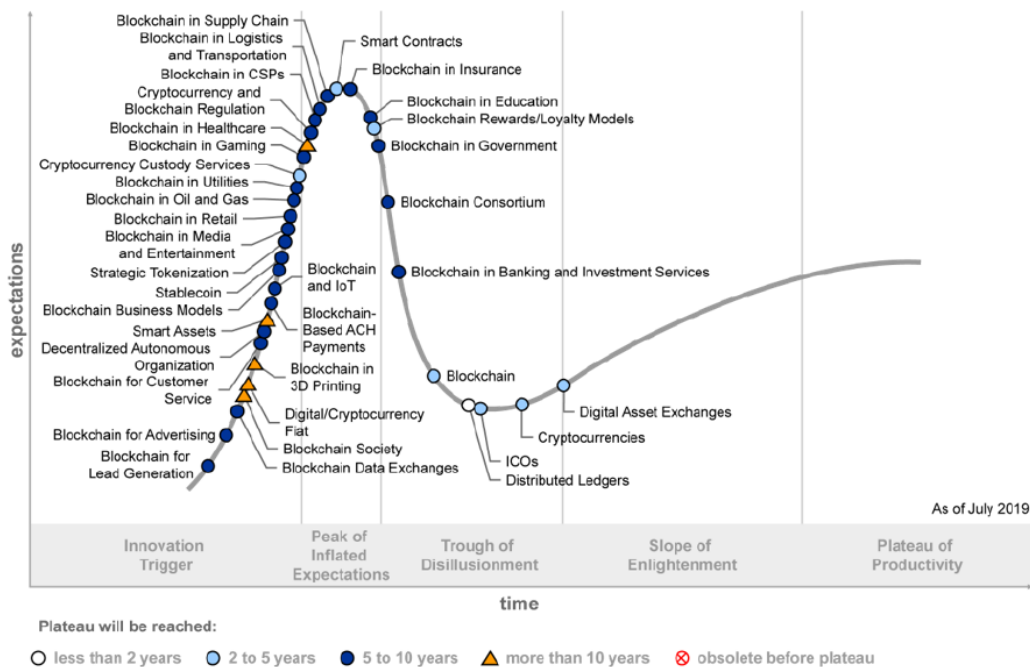 Blockchain in Supply Chain
Blockchain in Logistics
and Transportation
Blockchain in CSPs
Cryptocurrency and
Blockchain Regulation
Blockchain in Healthcare
Blockchain in Gaming
Cryptocurrency Custody Services
Blockchain in Utilities
Blockchain in Oil and Gas
Blockchain in Retail
Blockchain in Media
and Entertainment
Strategic Tokenization
Stablecoin
Blockchain Business Models
Smart Assets
Decentralized Autonomous
Organization
Blockchain for Customer
Service
Blockchain for Advertising
Blockchain for
Lead Generation
Smart Contracts
Blockchain in Insurance
Blockchain in Education
Blockchain Rewards/Loyalty Models
Blockchain in Government
Blockchain Consortium
Blockchain in Banking and Investment Services
Blockchain
and IoT
Blockchain-
Based ACH
Payments
Blockchain in
3D Printing
Digital/Cryptocurrency
Fiat
Blockchain Society
Blockchain Data Exchanges
Blockchain
Digital Asset Exchanges
Cryptocurrencies
ICOs
Distributed Ledgers
As of July 2019
expectations
Innovation
Trigger
Peak of
Inflated
Expectations
Trough of
Disillusionment
Slope of
Enlightenment
Plateau of
Productivity
time
Plateau will be reached:
less than 2 years
2 to 5 years
5 to 10 years
more than 10 years
obsolete before plateau